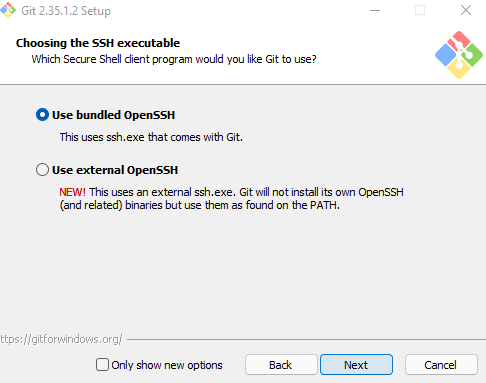 Git 2.35.1.2 Setup
Choosing the SSH executable
Which Secure Shell client program would you like Git to use?
Use bundled OpenSSH
This uses ssh.exe that comes with Git.
Use external OpenSSH
NEW! This uses an external ssh.exe. Git will not install its own OpenSSH
(and related) binaries but use them as found on the PATH.
ttps://gitforwindows.org/
Only show new options
Back
Next
Cancel